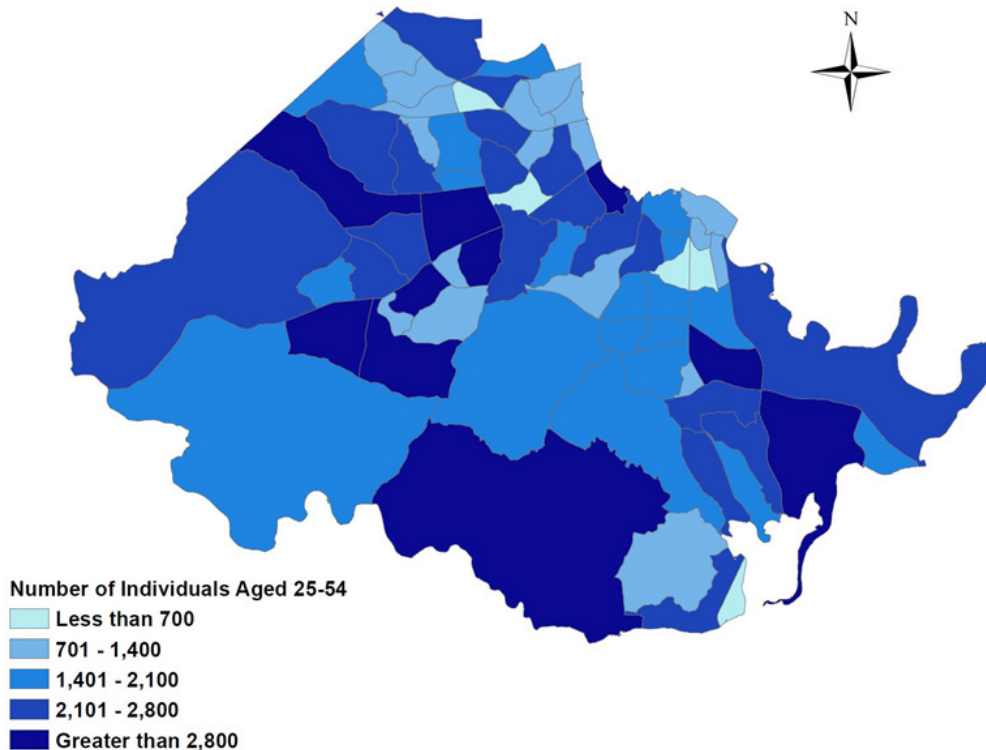 N
Number of Individuals Aged 25-54
Less than 700
701 - 1,400
1,401 - 2,100
2,101 - 2,800
Greater than 2,800